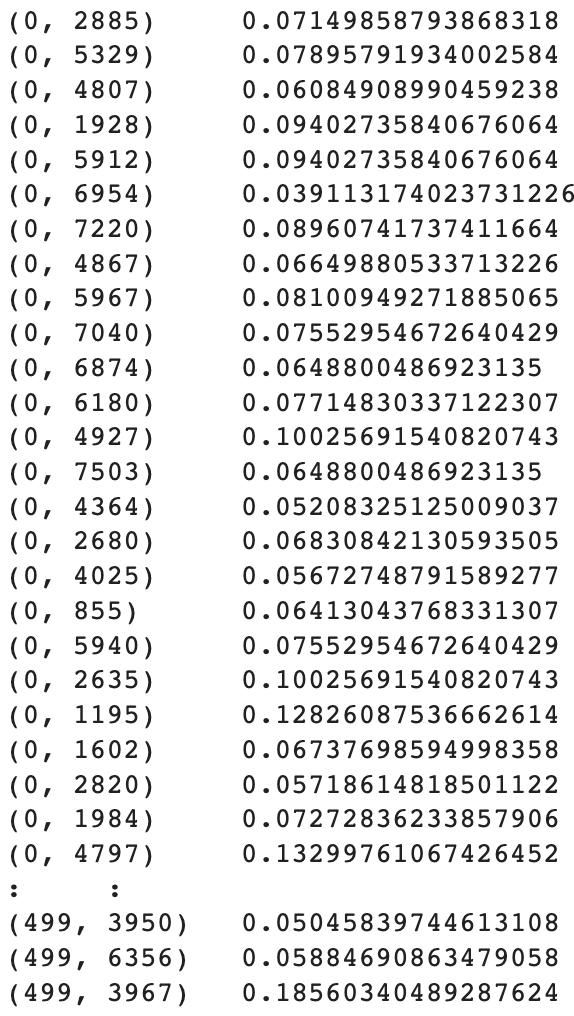 (0, 2885) 0.07149858793868318
(0, 5329) 0.07895791934002584
(0, 4807) 0.06084908990459238
(0, 1928) 0.09402735840676064
(0, 5912) 0.09402735840676064
(0, 6954) 0.039113174023731226
(0, 7220) 0.08960741737411664
(0, 4867) 0.06649880533713226
(0, 5967) 0.08100949271885065
(0, 7040) 0.07552954672640429
(0, 6874) 0.0648800486923135
(0, 6180) 0.07714830337122307
(0, 4927) 0.10025691540820743
(0, 7503) 0.0648800486923135
(0, 4364) 0.05208325125009037
(0, 2680) 0.06830842130593505
(0, 4025) 0.05672748791589277
(0, 855) 0.06413043768331307
(0, 5940) 0.07552954672640429
(0, 2635) 0.10025691540820743
(0, 1195) 0.12826087536662614
(0, 1602) 0.06737698594998358
(0, 2820) 0.05718614818501122
(0, 1984) 0.07272836233857906
(0, 4797) 0.13299761067426452
: :
(499, 3950) 0.05045839744613108
(499, 6356) 0.05884690863479058
(499, 3967) 0.18560340489287624